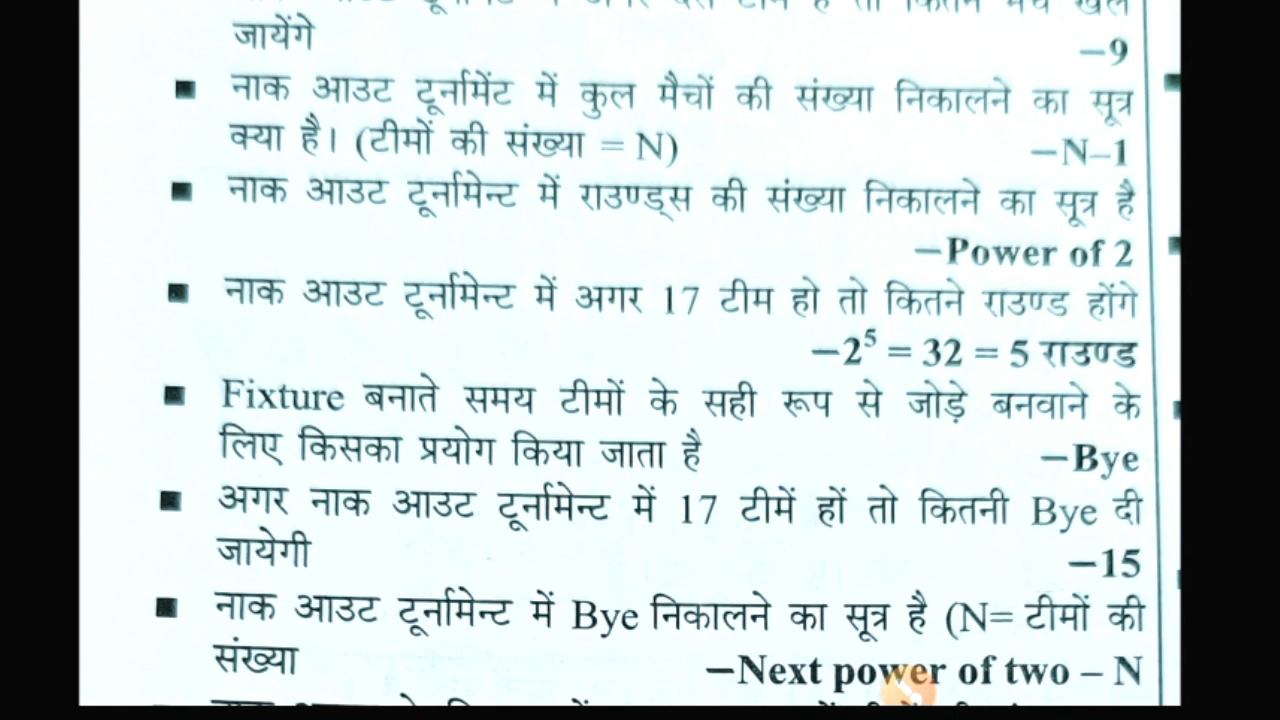 जायेंगे –9
■ नाक आउट टूर्नामेंट में कुल मैचों की संख्या निकालने का सूत्र
क्या है। (टीमों की संख्या = N) –N–1
■ नाक आउट टूर्नामेन्ट में राउण्ड्स की संख्या निकालने का सूत्र है
–Power of 2
■ नाक आउट टूर्नामेन्ट में अगर 17 टीम हो तो कितने राउण्ड होंगे
–2⁵ = 32 = 5 राउण्ड
■ Fixture बनाते समय टीमों के सही रूप से जोड़े बनवाने के
लिए किसका प्रयोग किया जाता है –Bye
■ अगर नाक आउट टूर्नामेन्ट में 17 टीमें हों तो कितनी Bye दी
जायेगी –15
■ नाक आउट टूर्नामेन्ट में Bye निकालने का सूत्र है (N= टीमों की
संख्या –Next power of two – N